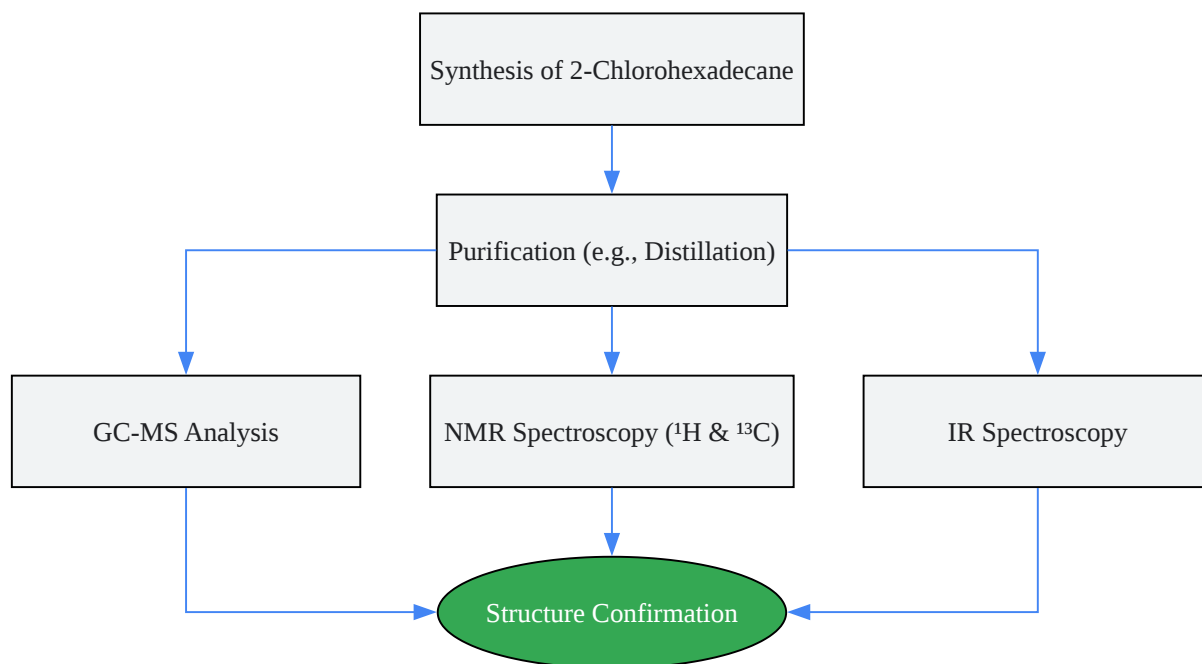 Synthesis of 2-Chlorohexadecane
Purification (e.g., Distillation)
GC-MS Analysis
NMR Spectroscopy (¹H & ¹³C)
IR Spectroscopy
Structure Confirmation